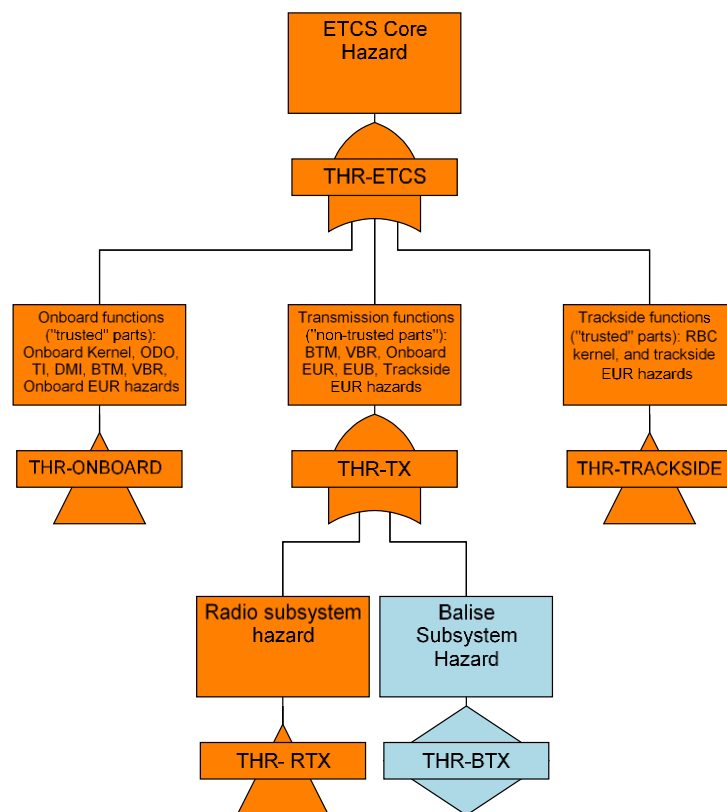 ETCS Core
Hazard
THR-ETCS
Onboard functions
("trusted" parts):
Onboard Kernel, ODO,
TI, DMI, BTM, VBR,
Onboard EUR hazards
THR-ONBOARD
Transmission functions
("non-trusted parts"):
BTM, VBR, Onboard
EUR, EUB, Trackside
EUR hazards
THR-TX
Trackside functions
("trusted" parts): RBC
kernel, and trackside
EUR hazards
THR-TRACKSIDE
Radio subsystem
hazard
THR- RTX
Balise
Subsystem
Hazard
THR-BTX